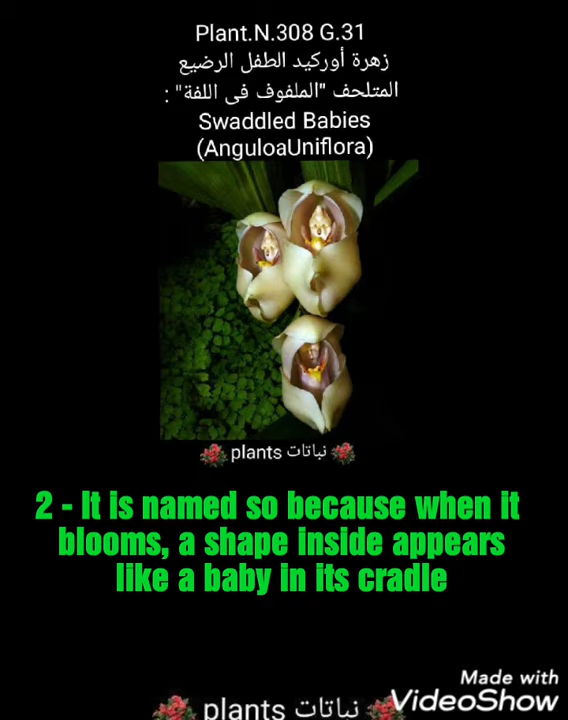 Plant.N.308 G.31
زهرة أوركيد الطفل الرضيع
المتلحف "الملفوف فى اللفة" :
Swaddled Babies
(AnguloaUniflora)
plants نباتات
2 - It is named so because when it
blooms, a shape inside appears
like a baby in its cradle
Made with
VideoShow
plants نباتات